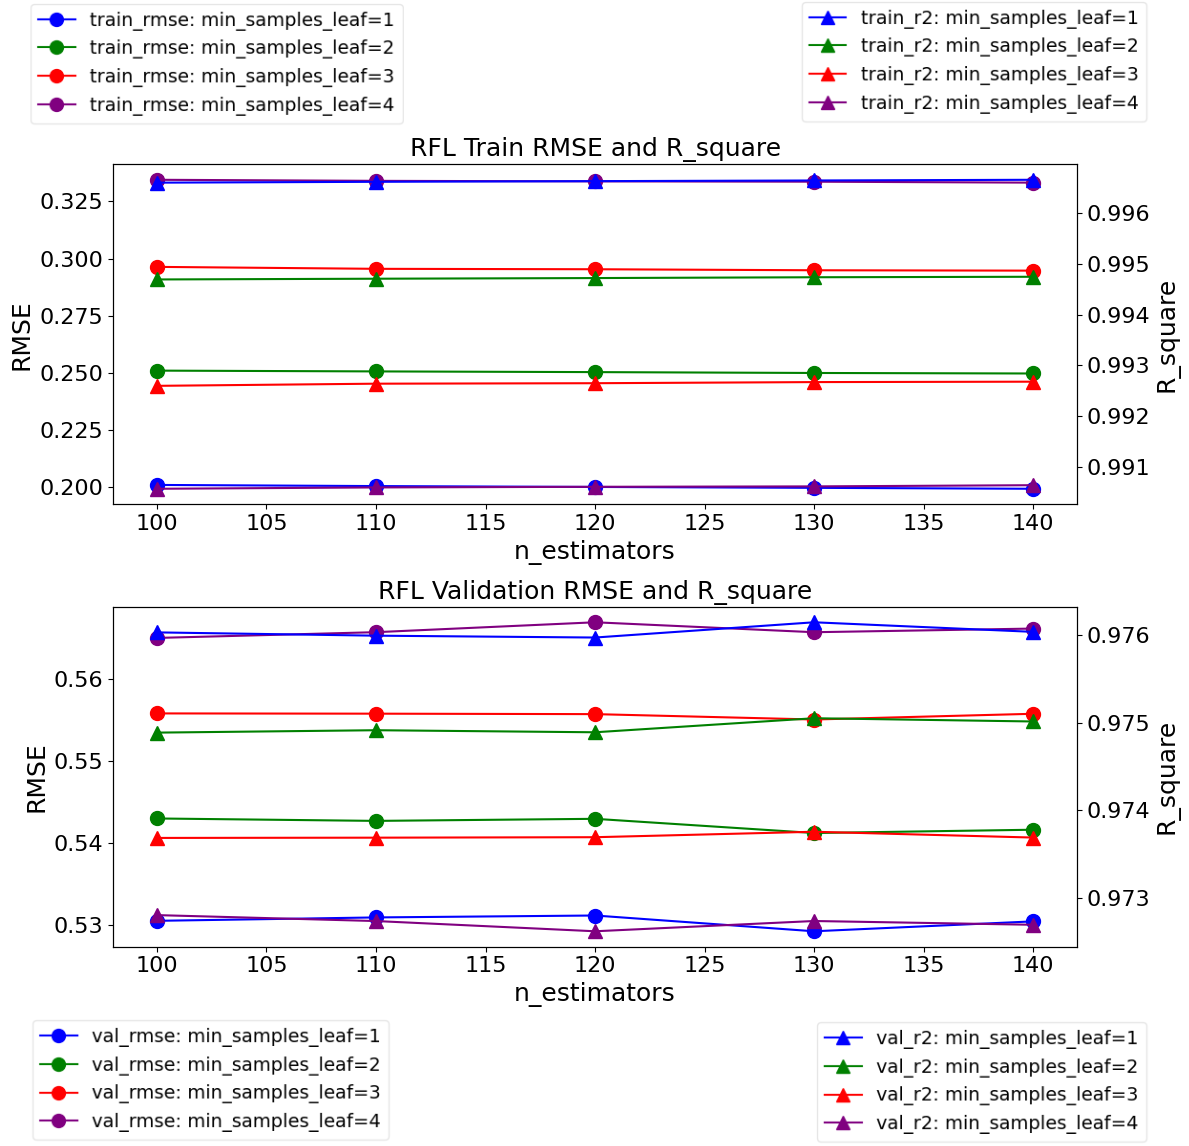 train_rmse: min_samples_leaf=1
train_rmse: min_samples_leaf=2
train_rmse: min_samples_leaf=3
train_rmse: min_samples_leaf=4
train_r2: min_samples_leaf=1
train_r2: min_samples_leaf=2
train_r2: min_samples_leaf=3
train_r2: min_samples_leaf=4
RFL Train RMSE and R_square
RMSE
0.325
0.300
0.275
0.250
0.225
0.200
0.996
0.995
0.994
0.993
0.992
0.991
R_square
100 105 110 115 120 125 130 135 140
n_estimators
RFL Validation RMSE and R_square
RMSE
0.56
0.55
0.54
0.53
0.976
0.975
0.974
0.973
R_square
100 105 110 115 120 125 130 135 140
n_estimators
val_rmse: min_samples_leaf=1
val_rmse: min_samples_leaf=2
val_rmse: min_samples_leaf=3
val_rmse: min_samples_leaf=4
val_r2: min_samples_leaf=1
val_r2: min_samples_leaf=2
val_r2: min_samples_leaf=3
val_r2: min_samples_leaf=4